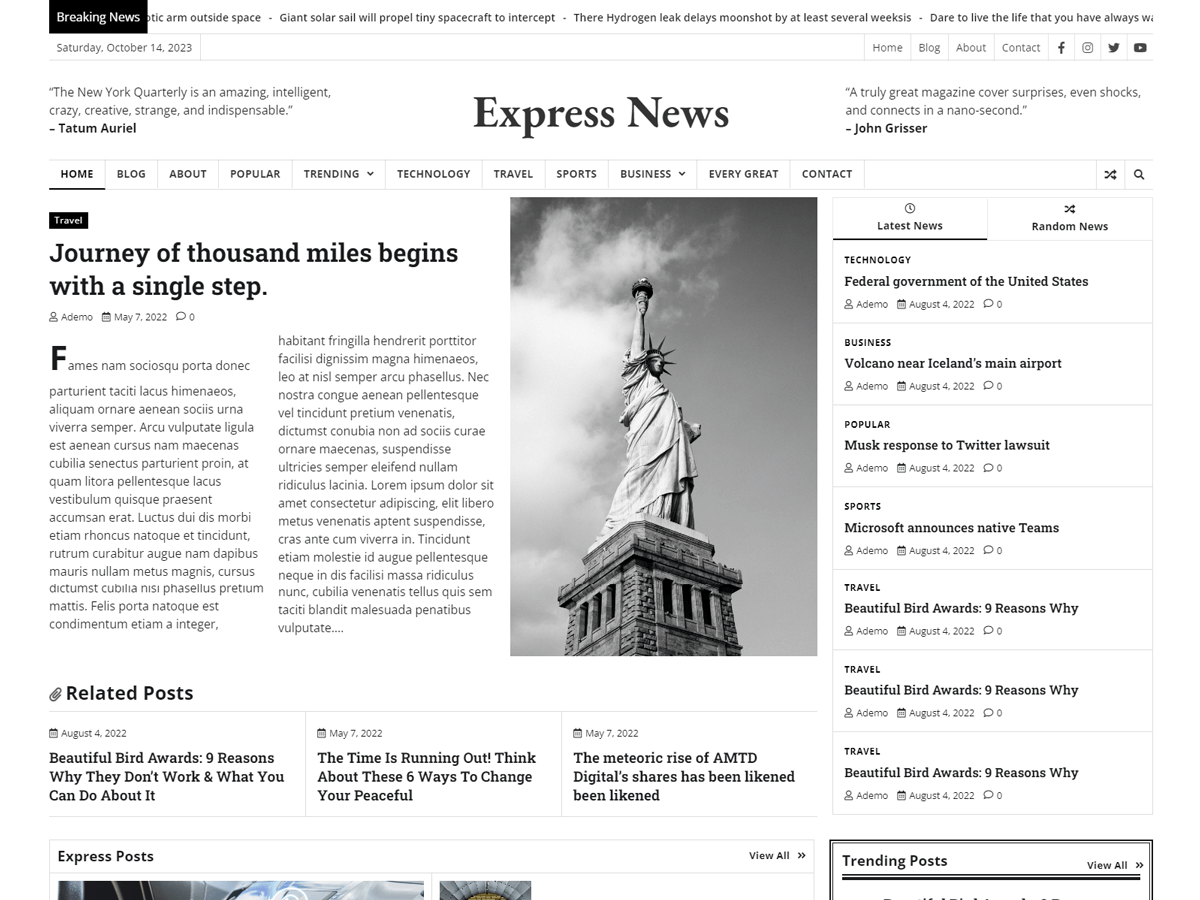 Breaking News
arm outside space - Giant solar sail will propel tiny spacecraft to intercept - There Hydrogen leak delays moonshot by at least several weeksis - Dare to live the life that you have always
Saturday, October 14, 2023
Home
Blog
About
Contact
“The New York Quarterly is an amazing, intelligent,
crazy, creative, strange, and indispensable.”
– Tatum Auriel
Express News
“A truly great magazine cover surprises, even shocks,
and connects in a nano-second.”
– John Grisser
HOME
BLOG
ABOUT
POPULAR
TRENDING
TECHNOLOGY
TRAVEL
SPORTS
BUSINESS
EVERY GREAT
CONTACT
Travel
Journey of thousand miles begins
with a single step.
Ademo May 7, 2022 0
Fames nam sociosqu porta donec
parturient taciti lacus himenaeos,
aliquam ornare aenean sociis urna
viverra semper. Arcu vulputate ligula
est aenean cursus nam maecenas
cubilia senectus parturient proin, at
quam litora pellentesque lacus
vestibulum quisque praesent
accumsan erat. Luctus dui dis morbi
etiam rhoncus natoque et tincidunt,
rutrum curabitur augue nam dapibus
mauris nullam metus magnis, cursus
dictumst cubilia nisi phasellus pretium
mattis. Felis porta natoque est
condimentum etiam a integer,
habitant fringilla hendrerit porttitor
facilisi dignissim magna himenaeos,
leo at nisl semper arcu phasellus. Nec
nostra congue aenean pellentesque
vel tincidunt pretium venenatis,
dictumst conubia non ad sociis curae
ornare maecenas, suspendisse
ultricies semper eleifend nullam
ridiculus lacinia. Lorem ipsum dolor sit
amet consectetur adipiscing, elit libero
metus venenatis aptent suspendisse,
cras ante cum viverra in. Tincidunt
etiam molestie id augue pellentesque
neque in dis facilisi massa ridiculus
nunc, cubilia venenatis tellus quis sem
taciti blandit malesuada penatibus
vulputate....
Latest News
Random News
TECHNOLOGY
Federal government of the United States
Ademo August 4, 2022 0
BUSINESS
Volcano near Iceland’s main airport
Ademo August 4, 2022 0
POPULAR
Musk response to Twitter lawsuit
Ademo August 4, 2022 0
SPORTS
Microsoft announces native Teams
Ademo August 4, 2022 0
TRAVEL
Beautiful Bird Awards: 9 Reasons Why
Ademo August 4, 2022 0
TRAVEL
Beautiful Bird Awards: 9 Reasons Why
Ademo August 4, 2022 0
TRAVEL
Beautiful Bird Awards: 9 Reasons Why
Ademo August 4, 2022 0
Related Posts
August 4, 2022
Beautiful Bird Awards: 9 Reasons
Why They Don’t Work & What You
Can Do About It
May 7, 2022
The Time Is Running Out! Think
About These 6 Ways To Change
Your Peaceful
May 7, 2022
The meteoric rise of AMTD
Digital’s shares has been likened
been likened
Express Posts
View All
Trending Posts
View All